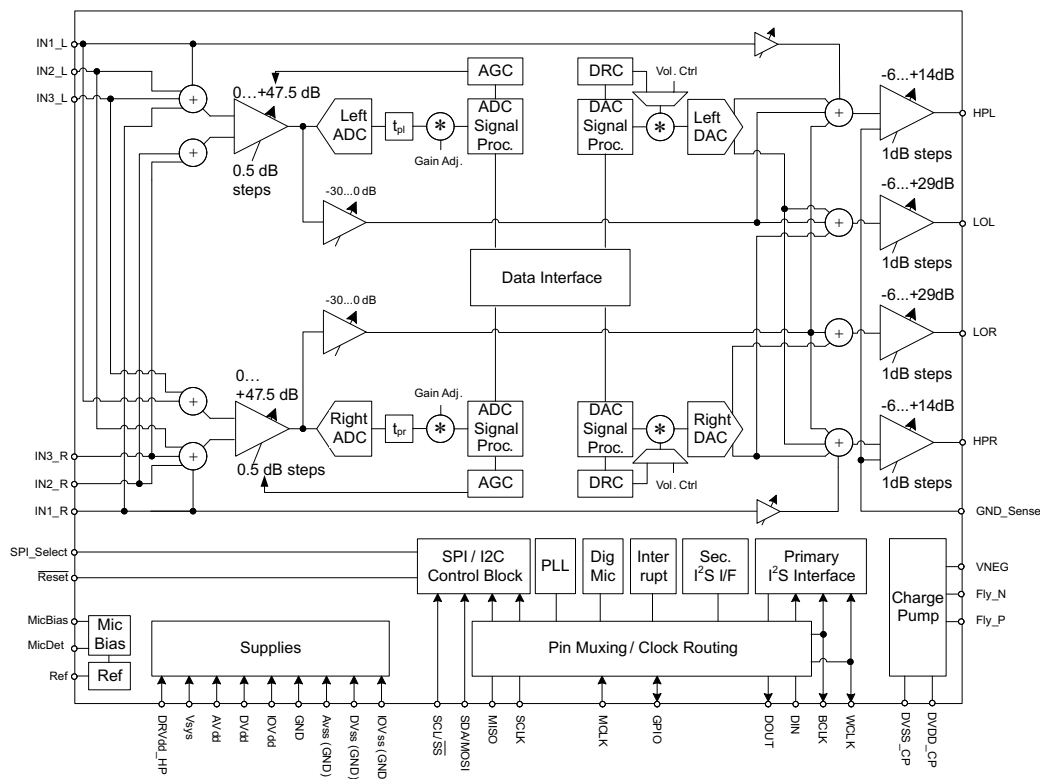 IN1_L
IN2_L
IN3_L
0…+47.5 dB
0.5 dB
steps
Left
ADC
tpl
*
Gain Adj.
AGC
ADC
Signal
Proc.
DRC
Vol. Ctrl
DAC
Signal
Proc.
*
Left
DAC
+
+
+
-6...+14dB
1dB steps
HPL
-30...0 dB
+
-6...+29dB
1dB steps
LOL
Data Interface
-30...0 dB
+
-6...+29dB
1dB steps
LOR
0…
+47.5 dB
0.5 dB steps
+
+
Right
ADC
tpr
Gain Adj.
*
ADC
Signal
Proc.
AGC
DAC
Signal
Proc.
DRC
*
Vol. Ctrl
Right
DAC
+
-6...+14dB
1dB steps
HPR
IN3_R
IN2_R
IN1_R
GND_Sense
SPI_Select
Reset
SPI / I2C
Control Block
PLL
Dig
Mic
Inter
rupt
Sec.
I2S I/F
Primary
I2S Interface
Charge
Pump
VNEG
Fly_N
Fly_P
MicBias
MicDet
Ref
Mic
Bias
Ref
Supplies
Pin Muxing / Clock Routing
DRVdd_HP
Vsys
AVdd
DVdd
IOVdd
GND
Avss (GND)
DVss (GND)
IOVss (GND
SCL/SS
SDA/MOSI
MISO
SCLK
MCLK
GPIO
DOUT
DIN
BCLK
WCLK
DVSS_CP
DVDD_CP